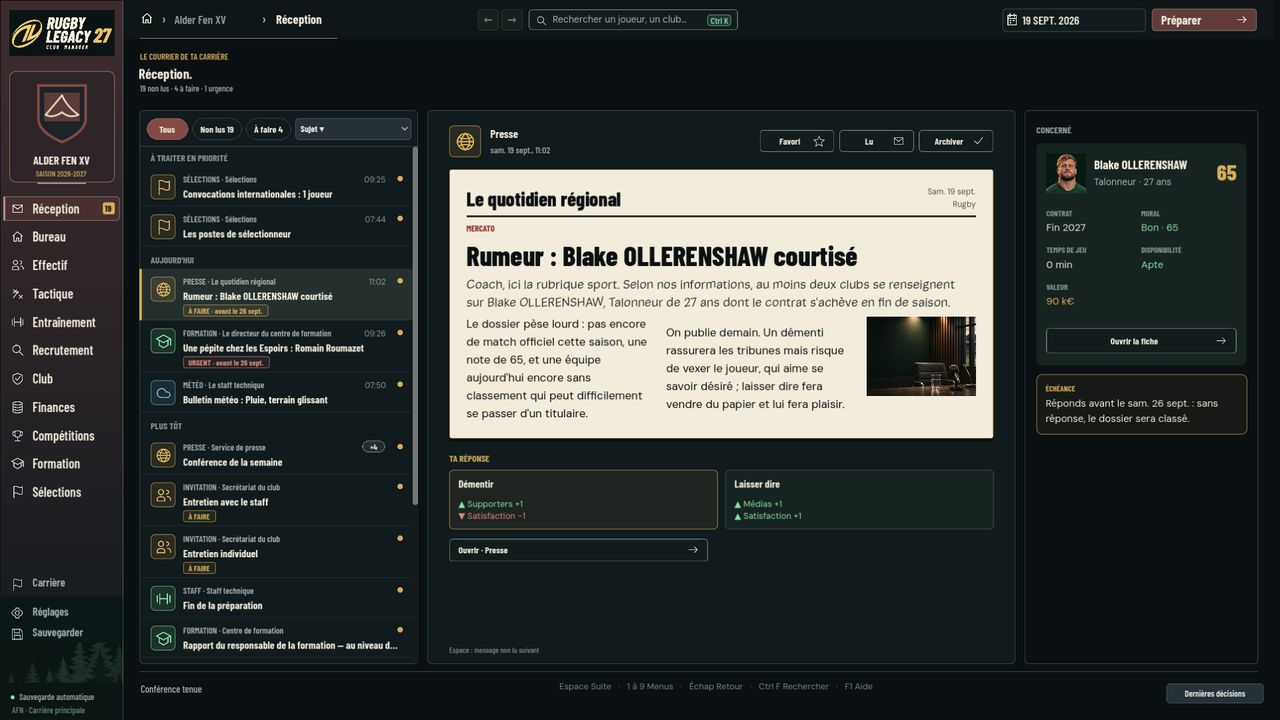 RUGBY
LEGACY 27
CLUB MANAGER
ALDER FEN XV
SAISON 2026-2027
Réception 19
Bureau
Effectif
Tactique
Entraînement
Recrutement
Club
Finances
Compétitions
Formation
Sélections
Carrière
Réglages
Sauvegarder
Sauvegarde automatique
AFN · Carrière principale
Alder Fen XV › Réception
← → Rechercher un joueur, un club... Ctrl K
19 SEPT. 2026
Préparer →
LE COURRIER DE TA CARRIÈRE
Réception.
19 non lus · 4 à faire · 1 urgence
Tous Non lus 19 À faire 4 Sujet ▾
À TRAITER EN PRIORITÉ
SÉLECTIONS · Sélections 09:25
Convocations internationales : 1 joueur
SÉLECTIONS · Sélections 07:44
Les postes de sélectionneur
AUJOURD'HUI
PRESSE · Le quotidien régional 11:02
Rumeur : Blake OLLERENSHAW courtisé
À FAIRE · avant le 26 sept.
FORMATION · Le directeur du centre de formation 09:26
Une pépite chez les Espoirs : Romain Roumazet
URGENT · avant le 26 sept.
MÉTÉO · Le staff technique 07:50
Bulletin météo : Pluie, terrain glissant
PLUS TÔT
PRESSE · Service de presse +4
Conférence de la semaine
INVITATION · Secrétariat du club
Entretien avec le staff
À FAIRE
INVITATION · Secrétariat du club
Entretien individuel
À FAIRE
STAFF · Staff technique
Fin de la préparation
FORMATION · Centre de formation
Rapport du responsable de la formation — au niveau d...
Presse
sam. 19 sept., 11:02
Favori Lu Archiver
Le quotidien régional
Sam. 19 sept.
Rugby
MERCATO
Rumeur : Blake OLLERENSHAW courtisé
Coach, ici la rubrique sport. Selon nos informations, au moins deux clubs se renseignent
sur Blake OLLERENSHAW, Talonneur de 27 ans dont le contrat s'achève en fin de saison.
Le dossier pèse lourd : pas encore
de match officiel cette saison, une
note de 65, et une équipe
aujourd'hui encore sans
classement qui peut difficilement
se passer d'un titulaire.
On publie demain. Un démenti
rassurera les tribunes mais risque
de vexer le joueur, qui aime se
savoir désiré ; laisser dire fera
vendre du papier et lui fera plaisir.
TA RÉPONSE
Démentir
▲ Supporters +1
▼ Satisfaction −1
Laisser dire
▲ Médias +1
▲ Satisfaction +1
Ouvrir · Presse →
Espace : message non lu suivant
CONCERNÉ
Blake OLLERENSHAW
Talonneur · 27 ans
65
CONTRAT MORAL
Fin 2027 Bon · 65
TEMPS DE JEU DISPONIBILITÉ
0 min Apte
VALEUR
90 k€
Ouvrir la fiche →
ÉCHÉANCE
Réponds avant le sam. 26 sept. : sans
réponse, le dossier sera classé.
Conférence tenue
Espace Suite · 1 à 9 Menus · Échap Retour · Ctrl F Rechercher · F1 Aide
Dernières décisions